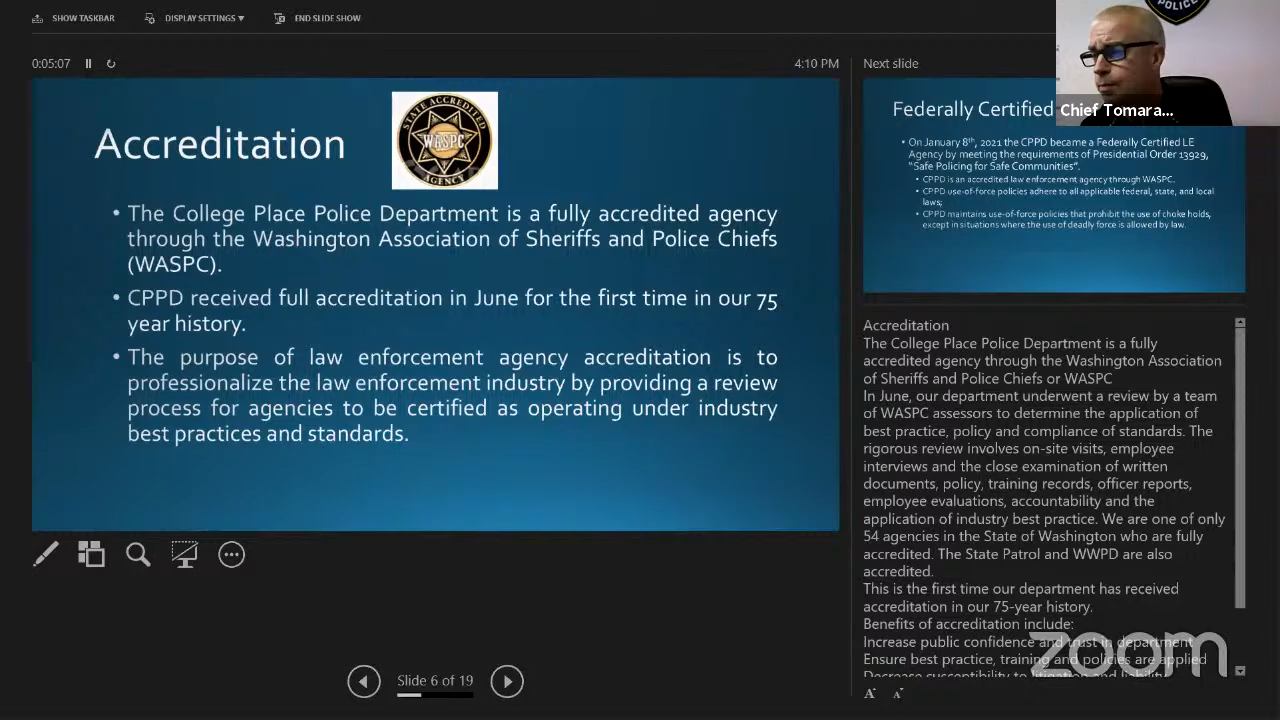 SHOW TASKBAR
DISPLAY SETTINGS ▼
END SLIDE SHOW
0:05:07
4:10 PM
Accreditation
STATE ACCREDITED
WASPC
AGENCY
• The College Place Police Department is a fully accredited agency
through the Washington Association of Sheriffs and Police Chiefs
(WASPC).
• CPPD received full accreditation in June for the first time in our 75
year history.
• The purpose of law enforcement agency accreditation is to
professionalize the law enforcement industry by providing a review
process for agencies to be certified as operating under industry
best practices and standards.
Slide 6 of 19
Next slide
POLICE
Chief Tomara...
Federally Certified
• On January 8th, 2021 the CPPD became a Federally Certified LE
Agency by meeting the requirements of Presidential Order 13929,
"Safe Policing for Safe Communities".
• CPPD is an accredited law enforcement agency through WASPC.
• CPPD use-of-force policies adhere to all applicable federal, state, and local
laws;
• CPPD maintains use-of-force policies that prohibit the use of choke holds,
except in situations where the use of deadly force is allowed by law.
Accreditation
The College Place Police Department is a fully
accredited agency through the Washington Association
of Sheriffs and Police Chiefs or WASPC
In June, our department underwent a review by a team
of WASPC assessors to determine the application of
best practice, policy and compliance of standards. The
rigorous review involves on-site visits, employee
interviews and the close examination of written
documents, policy, training records, officer reports,
employee evaluations, accountability and the
application of industry best practice. We are one of only
54 agencies in the State of Washington who are fully
accredited. The State Patrol and WWPD are also
accredited.
This is the first time our department has received
accreditation in our 75-year history.
Benefits of accreditation include:
Increase public confidence and trust in department
Ensure best practice, training and policies are applied
Decrease susceptibility to litigation and liability
zoom
A A